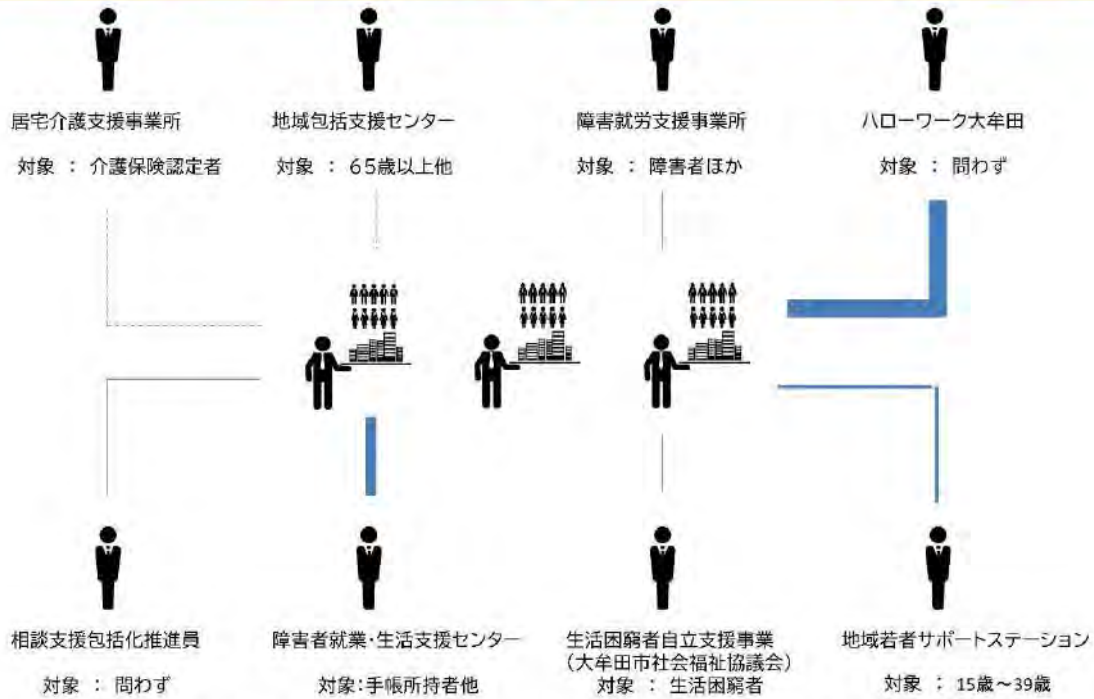 居宅介護支援事業所
対象 : 介護保険認定者
地域包括支援センター
対象 : 65歳以上他
障害就労支援事業所
対象 : 障害者ほか
ハローワーク大牟田
対象 : 問わず
相談支援包括化推進員
対象 : 問わず
障害者就業・生活支援センター
対象:手帳所持者他
生活困窮者自立支援事業
(大牟田市社会福祉協議会)
対象 : 生活困窮者
地域若者サポートステーション
対象 : 15歳～39歳